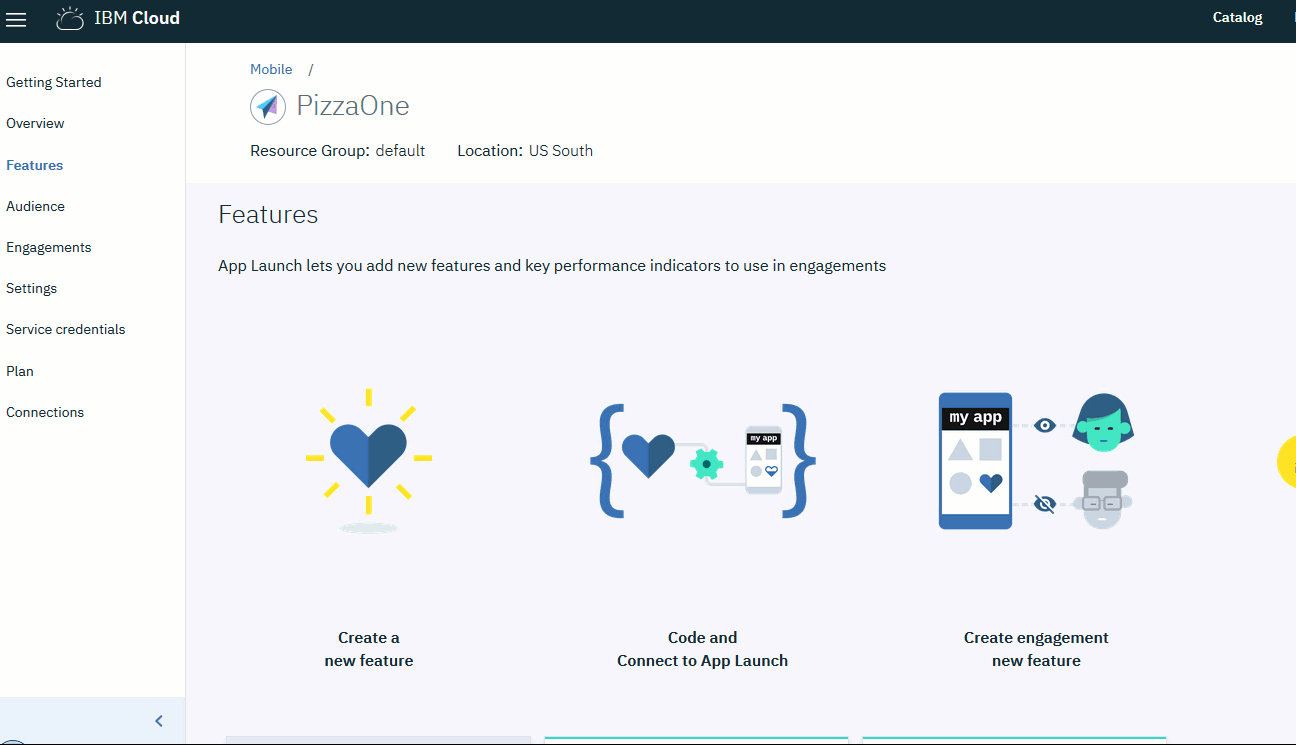 IBM Cloud
Catalog
Getting Started
Overview
Features
Audience
Engagements
Settings
Service credentials
Plan
Connections
Mobile /
PizzaOne
Resource Group: default Location: US South
Features
App Launch lets you add new features and key performance indicators to use in engagements
my app
my app
Create a
new feature
Code and
Connect to App Launch
Create engagement
new feature